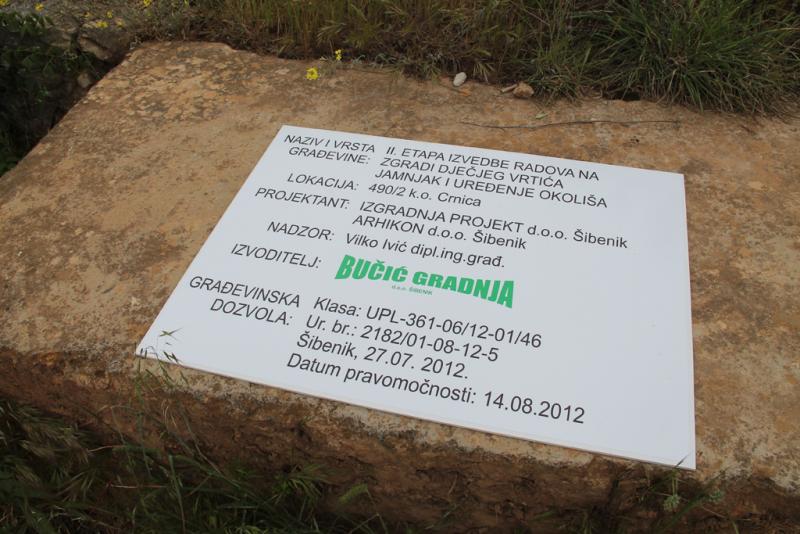 NAZIV I VRSTA II. ETAPA IZVEDBE RADOVA NA
GRAĐEVINE: ZGRADI DJEČJEG VRTIĆA
JAMNJAK I UREĐENJE OKOLIŠA
LOKACIJA: 490/2 k.o. Crnica
PROJEKTANT: IZGRADNJA PROJEKT d.o.o. Šibenik
ARHIKON d.o.o. Šibenik
NADZOR: Vilko Ivić dipl.ing.građ.
IZVODITELJ: BUČIĆ GRADNJA
d.o.o. ŠIBENIK
GRAĐEVINSKA Klasa: UPL-361-06/12-01/46
DOZVOLA: Ur. br.: 2182/01-08-12-5
Šibenik, 27.07. 2012.
Datum pravomočnosti: 14.08.2012